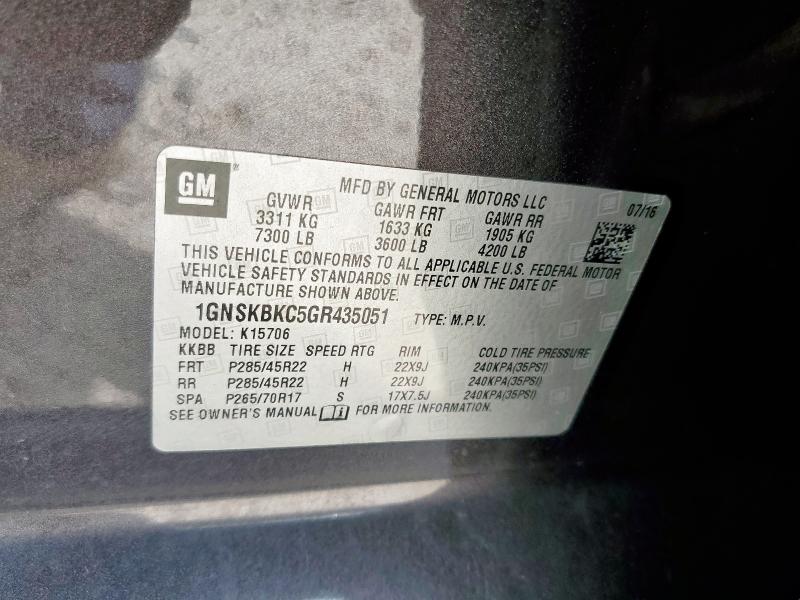 GM
MFD BY GENERAL MOTORS LLC
07/16
GVWR GAWR FRT GAWR RR
3311 KG 1633 KG 1905 KG
7300 LB 3600 LB 4200 LB
THIS VEHICLE CONFORMS TO ALL APPLICABLE U.S. FEDERAL MOTOR
VEHICLE SAFETY STANDARDS IN EFFECT ON THE DATE OF
MANUFACTURE SHOWN ABOVE.
1GNSKBKC5GR435051 TYPE: M.P.V.
MODEL: K15706
KKBB TIRE SIZE SPEED RTG RIM COLD TIRE PRESSURE
FRT P285/45R22 H 22X9J 240KPA(35PSI)
RR P285/45R22 H 22X9J 240KPA(35PSI)
SPA P265/70R17 S 17X7.5J 240KPA(35PSI)
SEE OWNER'S MANUAL FOR MORE INFORMATION.